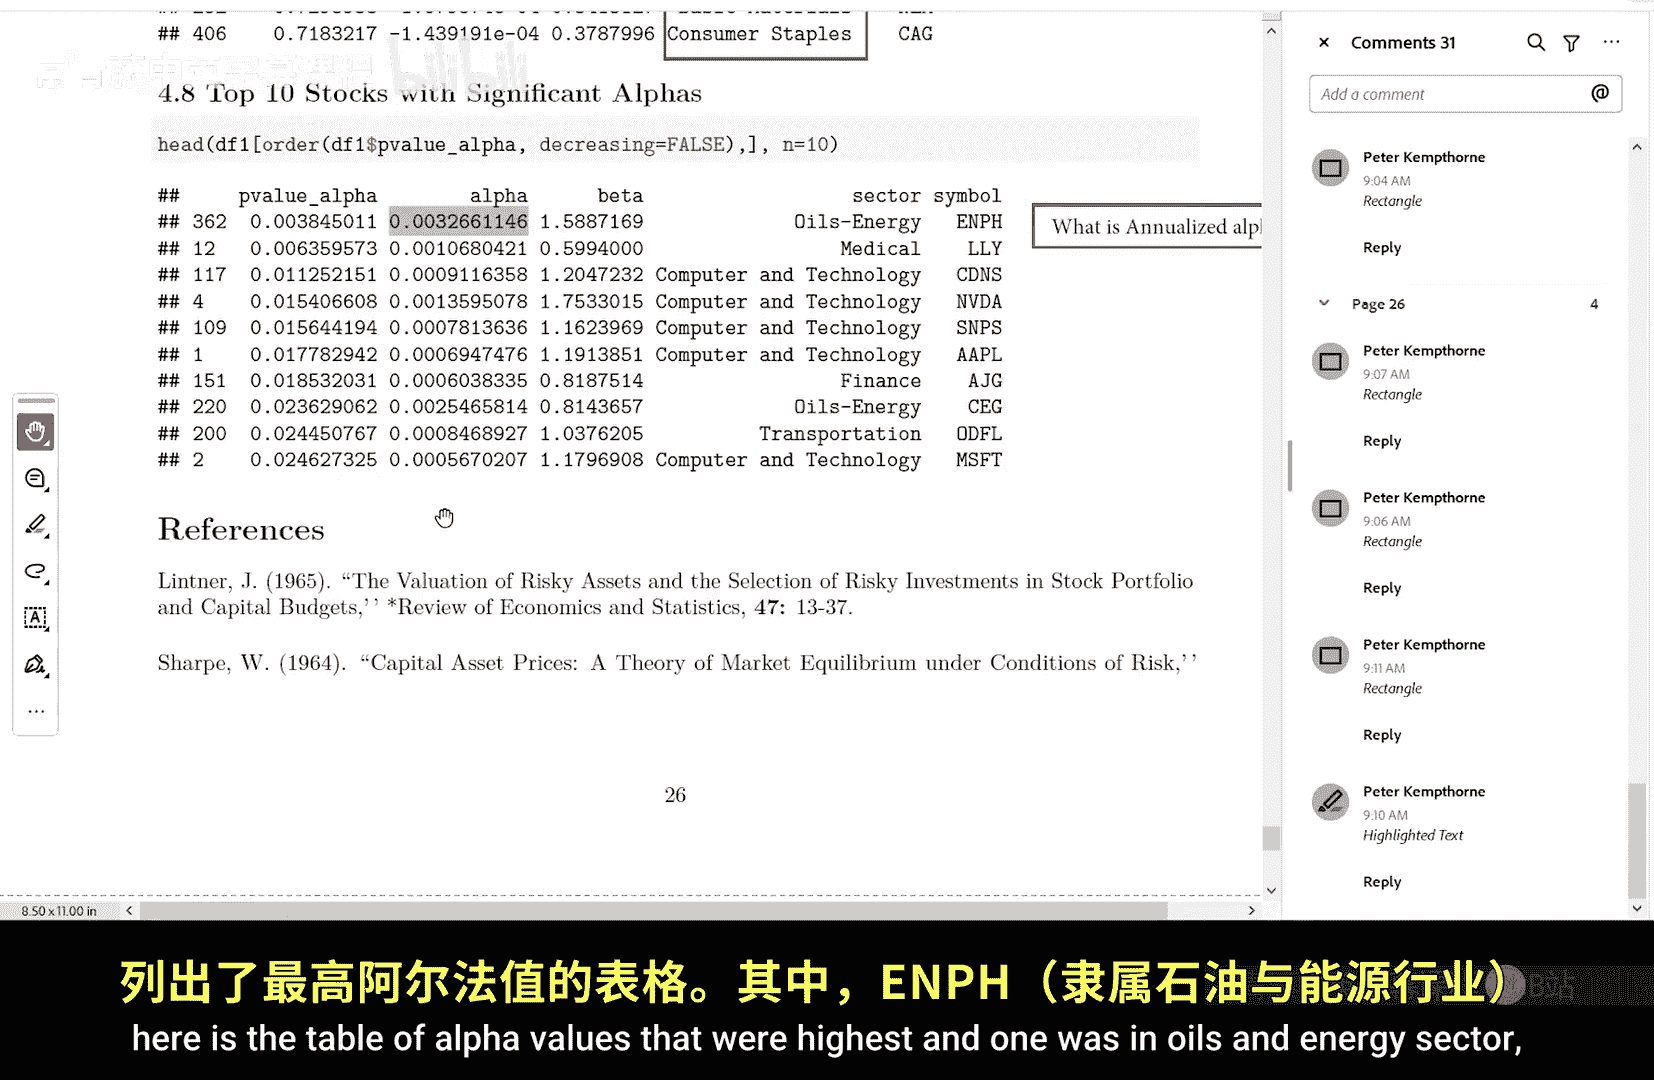 ## 406 0.7183217 -1.439191e-04 0.3787996 Consumer Staples CAG
4.8 Top 10 Stocks with Significant Alphas
head(df1[order(df1$pvalue_alpha, decreasing=FALSE),], n=10)
## pvalue_alpha alpha beta sector symbol
## 362 0.003845011 0.0032661146 1.5887169 Oils-Energy ENPH
## 12 0.006359573 0.0010680421 0.5994000 Medical LLY
## 117 0.011252151 0.0009116358 1.2047232 Computer and Technology CDNS
## 4 0.015406608 0.0013595078 1.7533015 Computer and Technology NVDA
## 109 0.015644194 0.0007813636 1.1623969 Computer and Technology SNPS
## 1 0.017782942 0.0006947476 1.1913851 Computer and Technology AAPL
## 151 0.018532031 0.0006038335 0.8187514 Finance AJG
## 220 0.023629062 0.0025465814 0.8143657 Oils-Energy CEG
## 200 0.024450767 0.0008468927 1.0376205 Transportation ODFL
## 2 0.024627325 0.0005670207 1.1796908 Computer and Technology MSFT
What is Annualized alp
References
Lintner, J. (1965). “The Valuation of Risky Assets and the Selection of Risky Investments in Stock Portfolio
and Capital Budgets,’’ *Review of Economics and Statistics, 47: 13-37.
Sharpe, W. (1964). “Capital Asset Prices: A Theory of Market Equilibrium under Conditions of Risk,’’
26
8.50 x 11.00 in
Comments 31
Add a comment
@
Peter Kempthorne
9:04 AM
Rectangle
Reply
Page 26 4
Peter Kempthorne
9:07 AM
Rectangle
Reply
Peter Kempthorne
9:06 AM
Rectangle
Reply
Peter Kempthorne
9:11 AM
Rectangle
Reply
Peter Kempthorne
9:10 AM
Highlighted Text
Reply
列出了最高阿尔法值的表格。其中，ENPH（隶属石油与能源行业）
B站
here is the table of alpha values that were highest and one was in oils and energy sector,